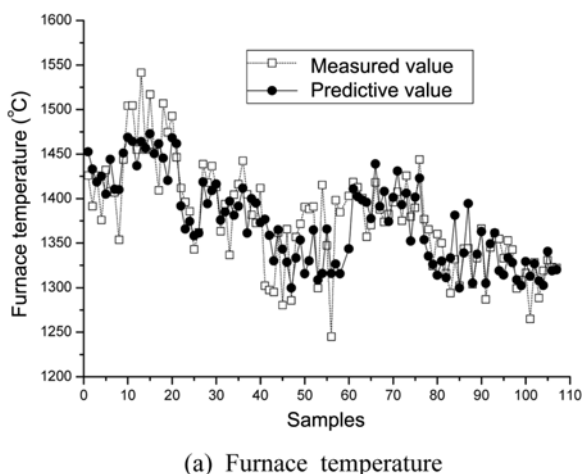 1600
1550
1500
1450
1400
1350
1300
1250
1200
Furnace temperature (°C)
Measured value
Predictive value
0 10 20 30 40 50 60 70 80 90 100 110
Samples
(a) Furnace temperature